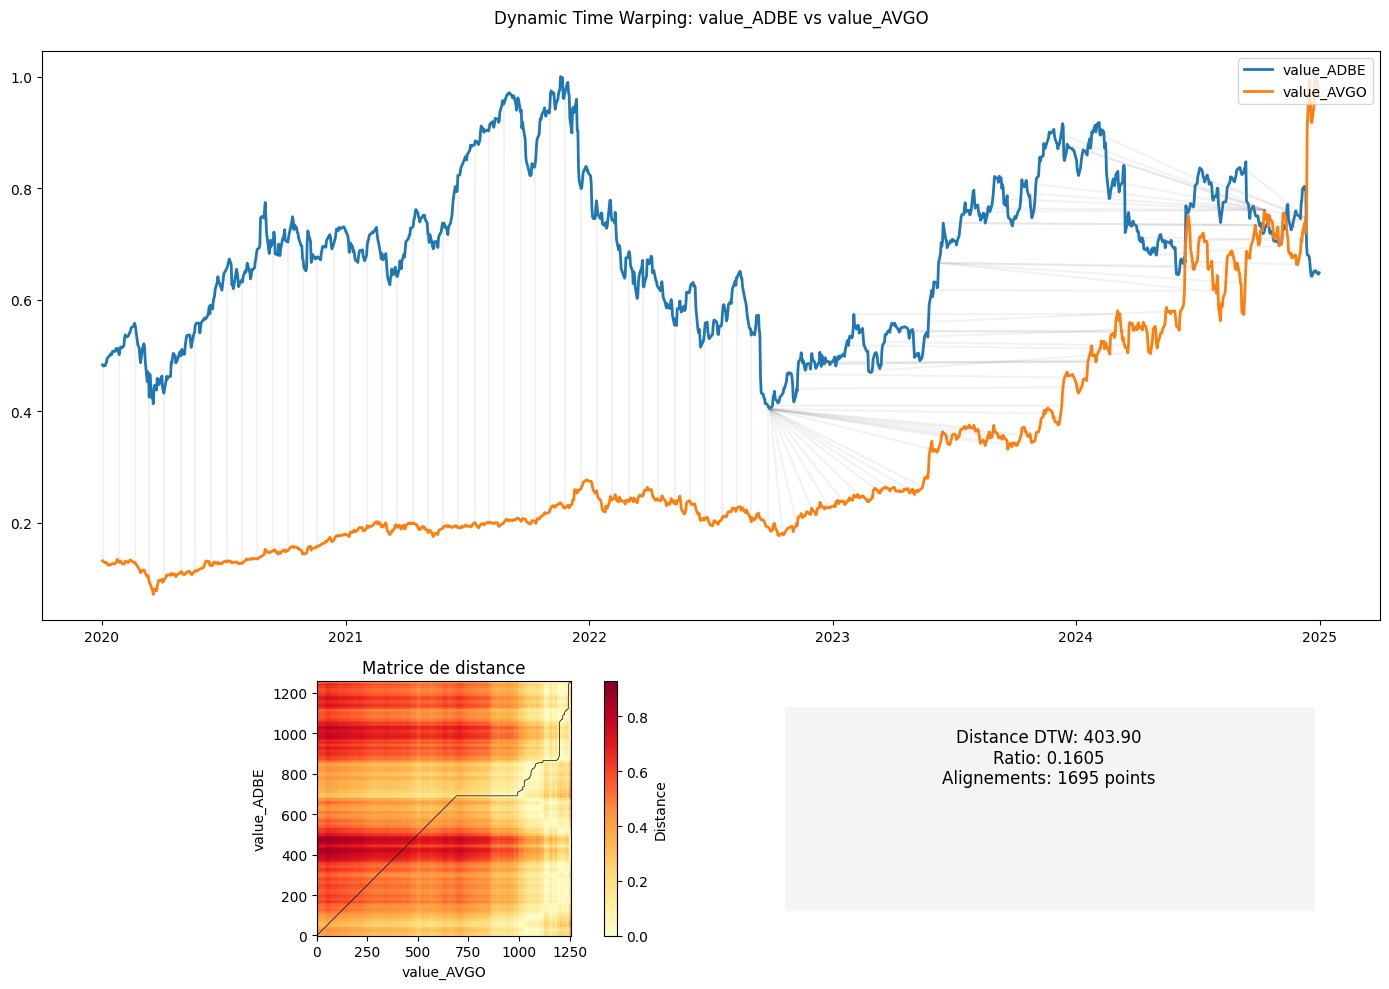 Dynamic Time Warping: value_ADBE vs value_AVGO
value_ADBE
value_AVGO
1.0
0.8
0.6
0.4
0.2
2020 2021 2022 2023 2024 2025
Matrice de distance
value_ADBE
1200
1000
800
600
400
200
0
0 250 500 750 1000 1250
value_AVGO
0.8
0.6
0.4
0.2
0.0
Distance
Distance DTW: 403.90
Ratio: 0.1605
Alignements: 1695 points